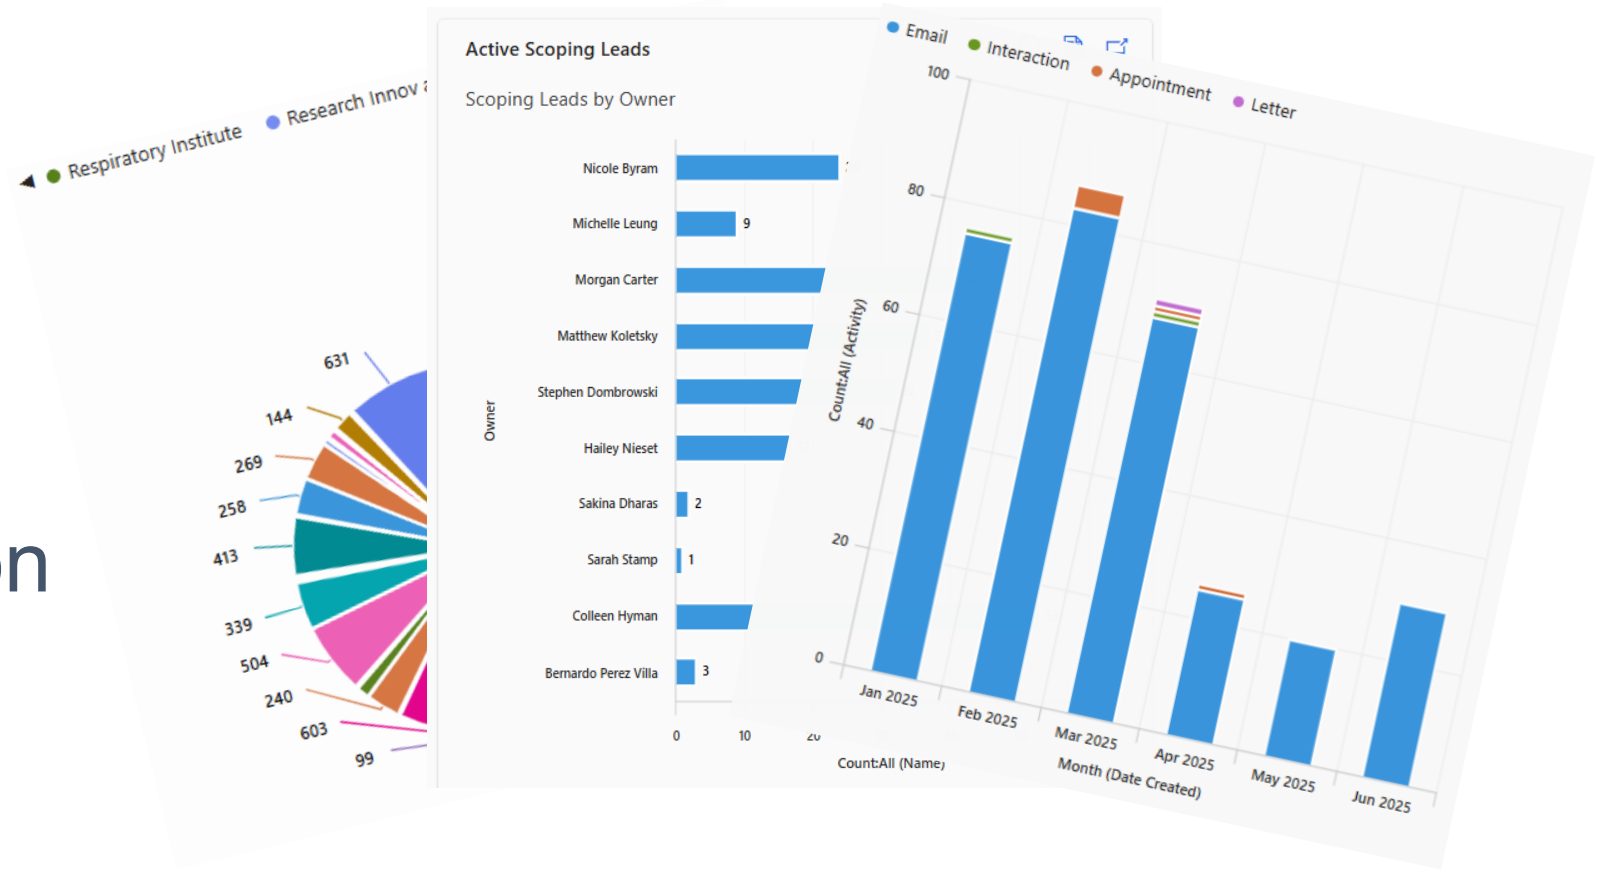 on
Respiratory Institute
Research Innov
631
144
269
258
413
339
504
240
603
99
Active Scoping Leads
Scoping Leads by Owner
Owner
Nicole Byram
Michelle Leung 9
Morgan Carter
Matthew Koletsky
Stephen Dombrowski
Hailey Nieset
Sakina Dharas 2
Sarah Stamp 1
Colleen Hyman
Bernardo Perez Villa 3
0 10 20
Count:All (Name)
Email Interaction Appointment Letter
Count:All (Activity)
100
80
60
40
20
0
Jan 2025 Feb 2025 Mar 2025 Apr 2025 May 2025 Jun 2025
Month (Date Created)